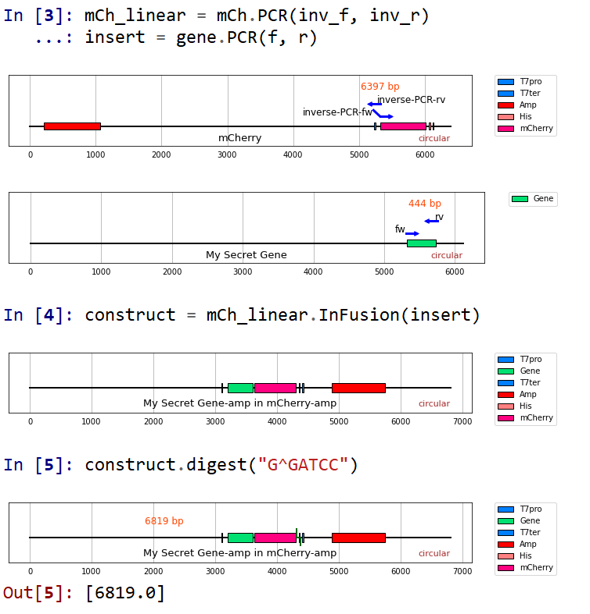 In [3]: mCh_linear = mCh.PCR(inv_f, inv_r)
...: insert = gene.PCR(f, r)
6397 bp
inverse-PCR-rv
inverse-PCR-fw
mCherry
circular
0 1000 2000 3000 4000 5000 6000
T7pro
T7ter
Amp
His
mCherry
444 bp
rv
fw
My Secret Gene
circular
0 1000 2000 3000 4000 5000 6000
Gene
In [4]: construct = mCh_linear.InFusion(insert)
My Secret Gene-amp in mCherry-amp
circular
0 1000 2000 3000 4000 5000 6000 7000
T7pro
Gene
T7ter
Amp
His
mCherry
In [5]: construct.digest("G^GATCC")
6819 bp
My Secret Gene-amp in mCherry-amp
circular
0 1000 2000 3000 4000 5000 6000 7000
T7pro
Gene
T7ter
Amp
His
mCherry
Out[5]: [6819.0]